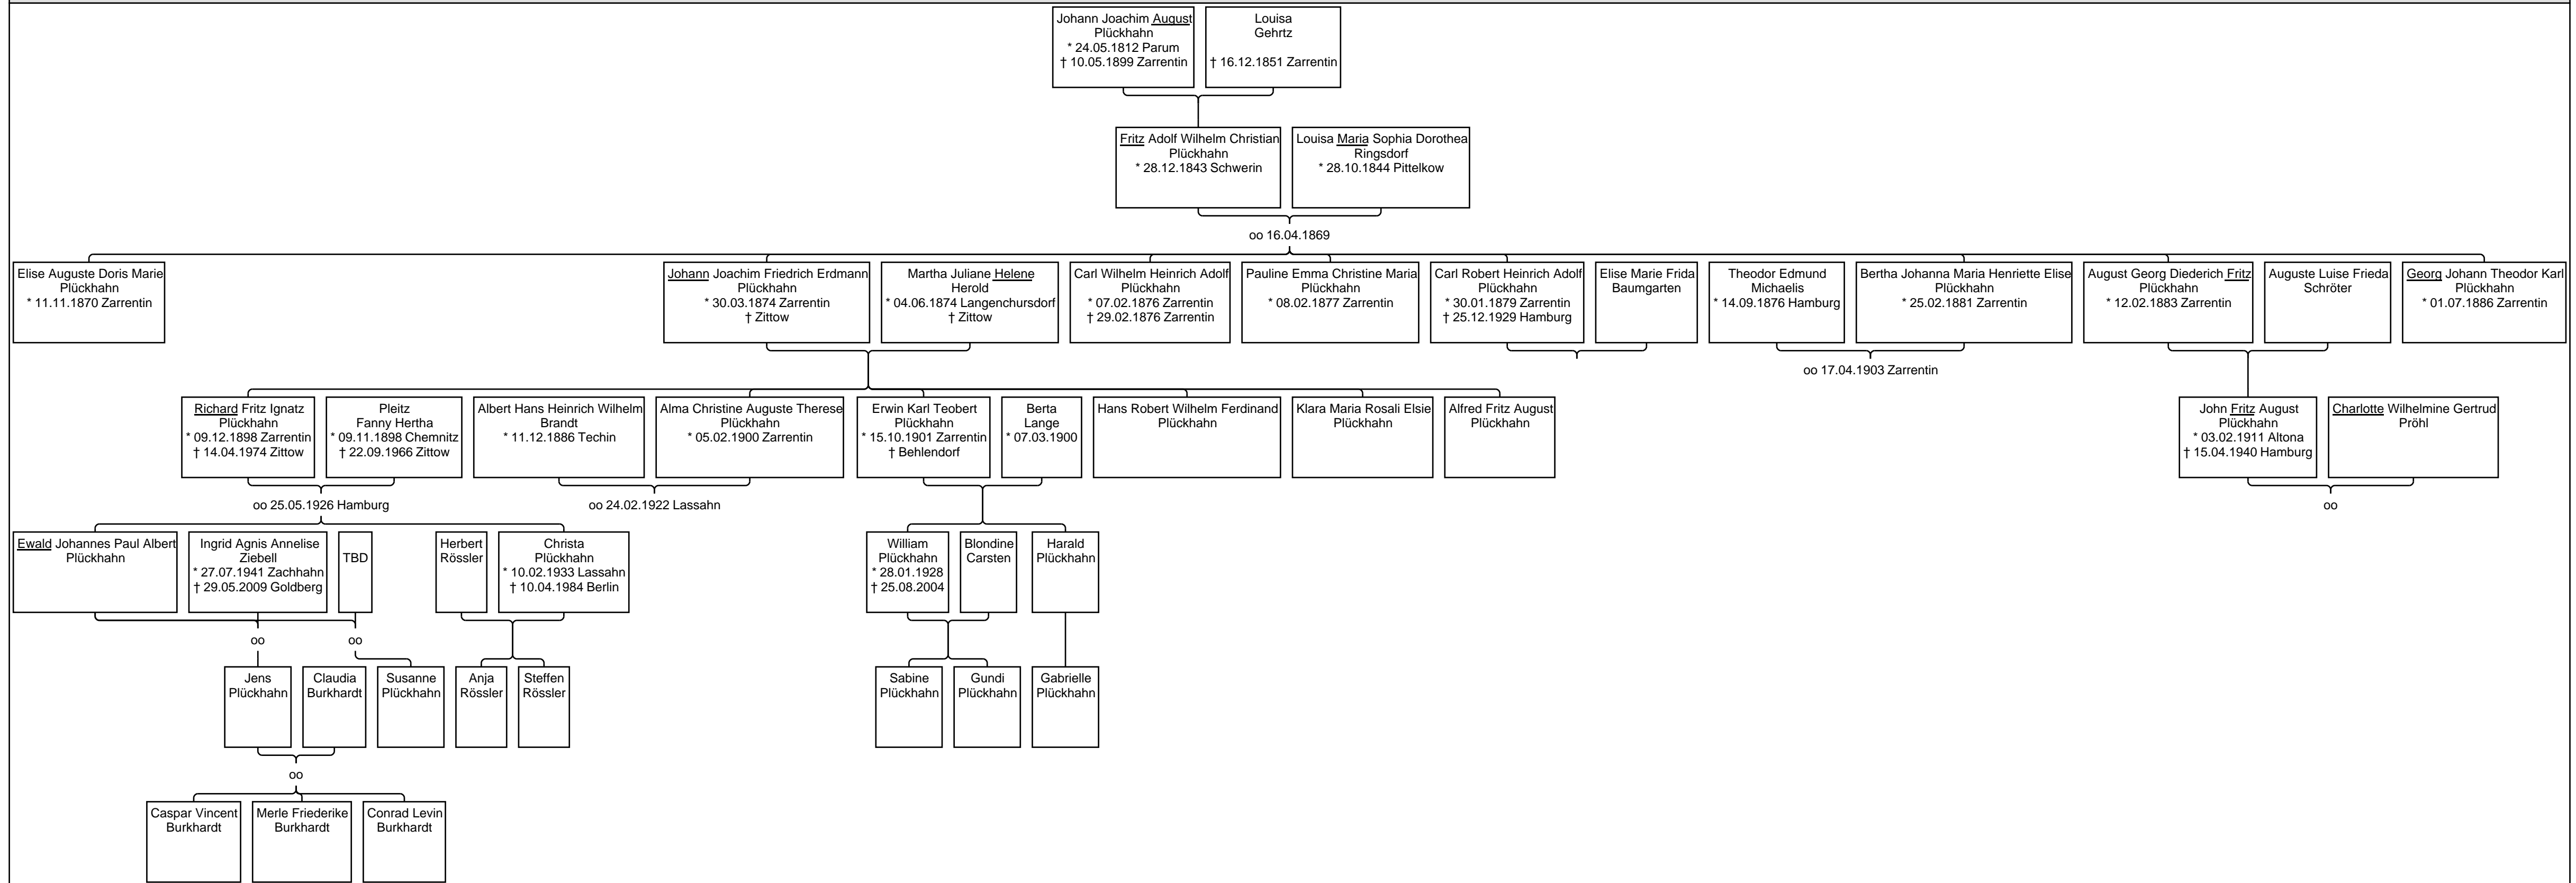 Johann Joachim August
Plückhahn
* 24.05.1812 Parum
† 10.05.1899 Zarrentin
Louisa
Gehrtz
† 16.12.1851 Zarrentin
Fritz Adolf Wilhelm Christian
Plückhahn
* 28.12.1843 Schwerin
Louisa Maria Sophia Dorothea
Ringsdorf
* 28.10.1844 Pittelkow
oo 16.04.1869
Elise Auguste Doris Marie
Plückhahn
* 11.11.1870 Zarrentin
Johann Joachim Friedrich Erdmann
Plückhahn
* 30.03.1874 Zarrentin
† Zittow
Martha Juliane Helene
Herold
* 04.06.1874 Langenchursdorf
† Zittow
Carl Wilhelm Heinrich Adolf
Plückhahn
* 07.02.1876 Zarrentin
† 29.02.1876 Zarrentin
Pauline Emma Christine Maria
Plückhahn
* 08.02.1877 Zarrentin
Carl Robert Heinrich Adolf
Plückhahn
* 30.01.1879 Zarrentin
† 25.12.1929 Hamburg
Elise Marie Frida
Baumgarten
Theodor Edmund
Michaelis
* 14.09.1876 Hamburg
Bertha Johanna Maria Henriette Elise
Plückhahn
* 25.02.1881 Zarrentin
August Georg Diederich Fritz
Plückhahn
* 12.02.1883 Zarrentin
Auguste Luise Frieda
Schröter
Georg Johann Theodor Karl
Plückhahn
* 01.07.1886 Zarrentin
oo 17.04.1903 Zarrentin
Richard Fritz Ignatz
Plückhahn
* 09.12.1898 Zarrentin
† 14.04.1974 Zittow
Pleitz
Fanny Hertha
* 09.11.1898 Chemnitz
† 22.09.1966 Zittow
Albert Hans Heinrich Wilhelm
Brandt
* 11.12.1886 Techin
Alma Christine Auguste Therese
Plückhahn
* 05.02.1900 Zarrentin
Erwin Karl Teobert
Plückhahn
* 15.10.1901 Zarrentin
† Behlendorf
Berta
Lange
* 07.03.1900
Hans Robert Wilhelm Ferdinand
Plückhahn
Klara Maria Rosali Elsie
Plückhahn
Alfred Fritz August
Plückhahn
John Fritz August
Plückhahn
* 03.02.1911 Altona
† 15.04.1940 Hamburg
Charlotte Wilhelmine Gertrud
Pröhl
oo 25.05.1926 Hamburg
oo 24.02.1922 Lassahn
oo
Ewald Johannes Paul Albert
Plückhahn
Ingrid Agnis Annelise
Ziebell
* 27.07.1941 Zachhahn
† 29.05.2009 Goldberg
TBD
Herbert
Rössler
Christa
Plückhahn
* 10.02.1933 Lassahn
† 10.04.1984 Berlin
William
Plückhahn
* 28.01.1928
† 25.08.2004
Blondine
Carsten
Harald
Plückhahn
oo
oo
Jens
Plückhahn
Claudia
Burkhardt
Susanne
Plückhahn
Anja
Rössler
Steffen
Rössler
Sabine
Plückhahn
Gundi
Plückhahn
Gabrielle
Plückhahn
oo
Caspar Vincent
Burkhardt
Merle Friederike
Burkhardt
Conrad Levin
Burkhardt